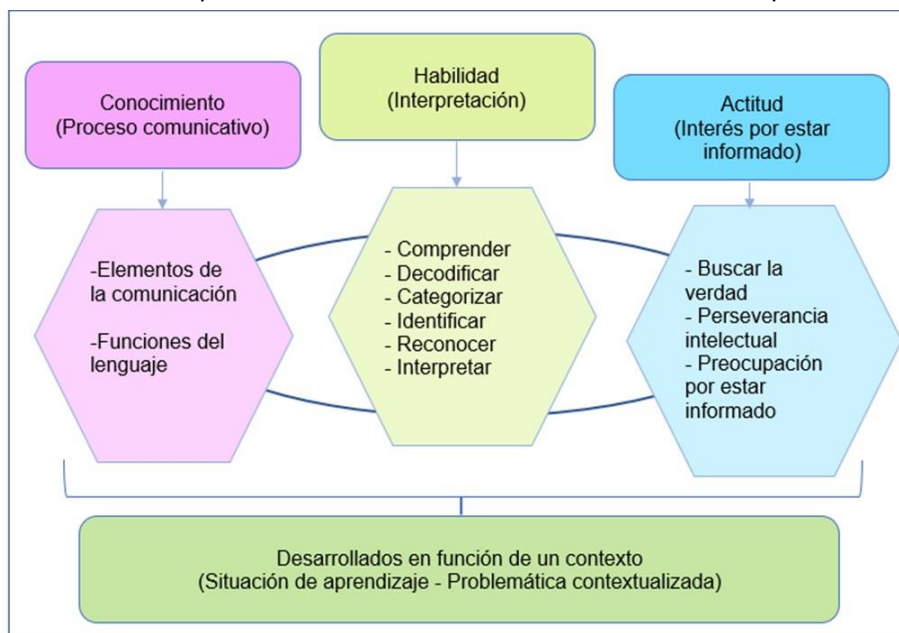 Conocimiento
(Proceso comunicativo)
Habilidad
(Interpretación)
Actitud
(Interés por estar
informado)
-Elementos de
la comunicación
-Funciones del
lenguaje
- Comprender
- Decodificar
- Categorizar
- Identificar
- Reconocer
- Interpretar
- Buscar la
verdad
- Perseverancia
intelectual
- Preocupación
por estar
informado
Desarrollados en función de un contexto
(Situación de aprendizaje - Problemática contextualizada)